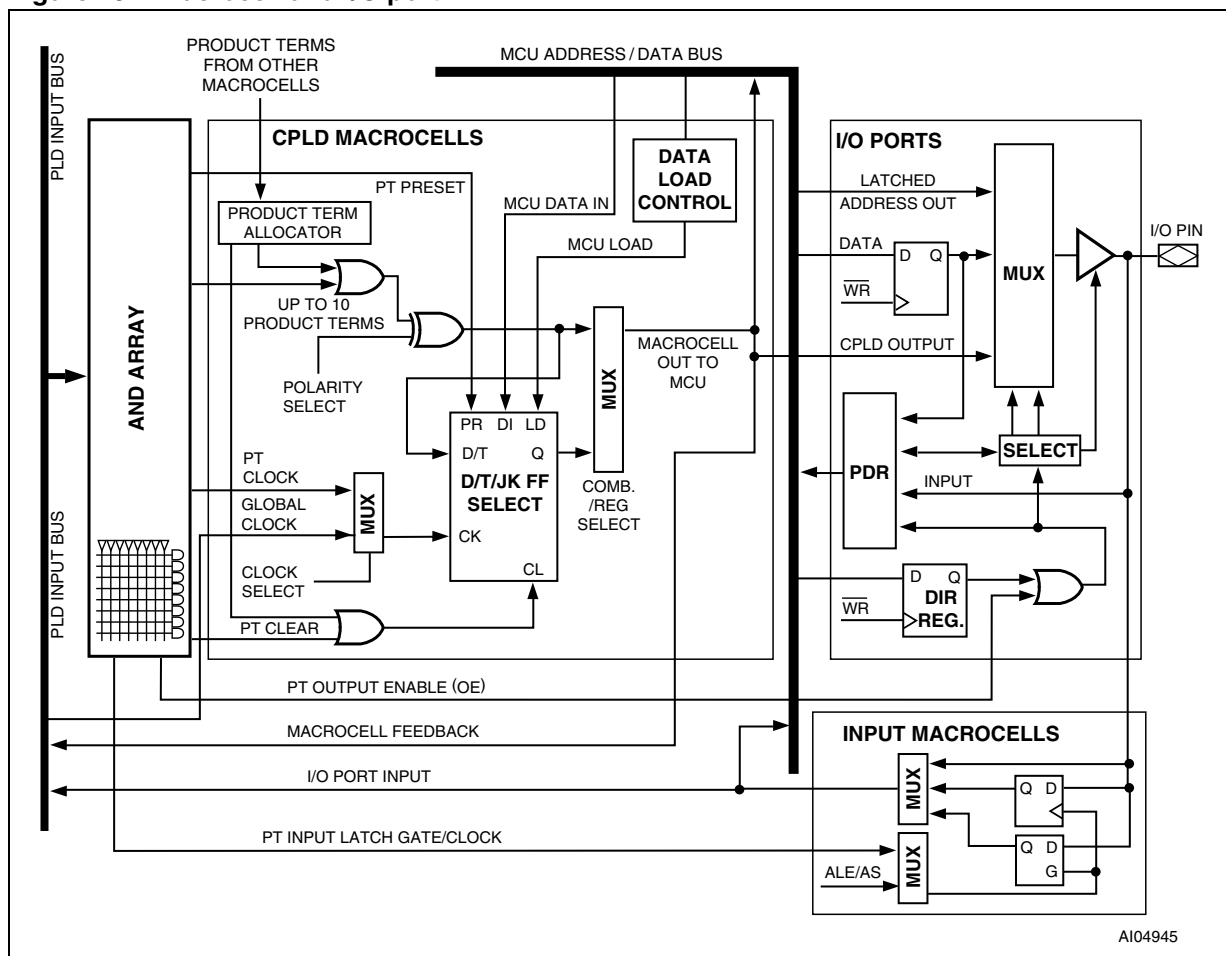 PRODUCT TERMS
FROM OTHER
MACROCELLS
MCU ADDRESS / DATA BUS
PLD INPUT BUS
CPLD MACROCELLS
I/O PORTS
DATA
LOAD
CONTROL
PT PRESET
MCU DATA IN
LATCHED
ADDRESS OUT
PRODUCT TERM
ALLOCATOR
I/O PIN
MCU LOAD
DATA
D Q
MUX
WR
UP TO 10
PRODUCT TERMS
AND ARRAY
MUX
MACROCELL
OUT TO
MCU
CPLD OUTPUT
POLARITY
SELECT
PR DI LD
D/T Q
D/T/JK FF
SELECT
CK
CL
PT
CLOCK
GLOBAL
CLOCK
MUX
CLOCK
SELECT
COMB.
/REG
SELECT
PDR
SELECT
INPUT
PLD INPUT BUS
PT CLEAR
D Q
DIR
REG.
WR
PT OUTPUT ENABLE (OE)
MACROCELL FEEDBACK
INPUT MACROCELLS
I/O PORT INPUT
MUX
Q D
PT INPUT LATCH GATE/CLOCK
MUX
Q D
G
ALE/AS
AI04945